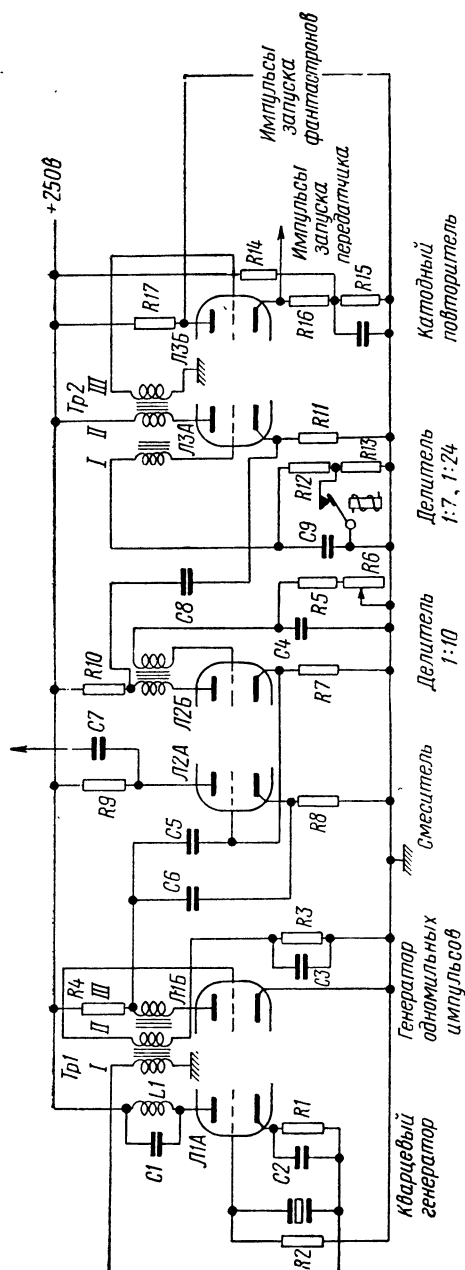 +250в
R17
Импульсы
запуска
фантастронов
Импульсы
запуска
передатчика
R14
R16
R15
Катодный
повторитель
Л3Б
Тр2
I
II
III
Л3А
R11
R12
R13
C9
Делитель
1:7, 1:24
C8
R10
R5
R6
C4
Л2Б
R7
Делитель
1:10
C7
R9
Л2А
C5
C6
R8
Смеситель
R4
Тр1
I
II
III
Л1Б
R3
C3
Генератор
одномильных
импульсов
L1
C1
Л1А
C2
R1
R2
Кварцевый
генератор